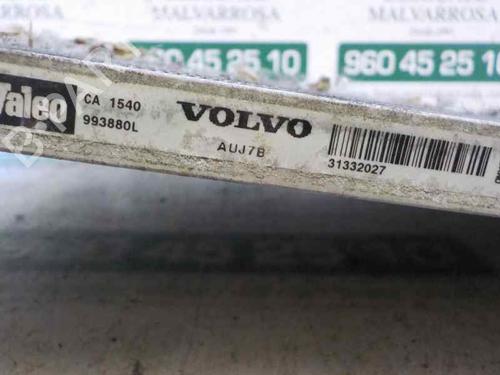 MALVARROSA
MALVARROSA
960 45 25 10
960 45 25 10
Valeo
CA 1540
993880L
VOLVO
AUJ7B
31332027